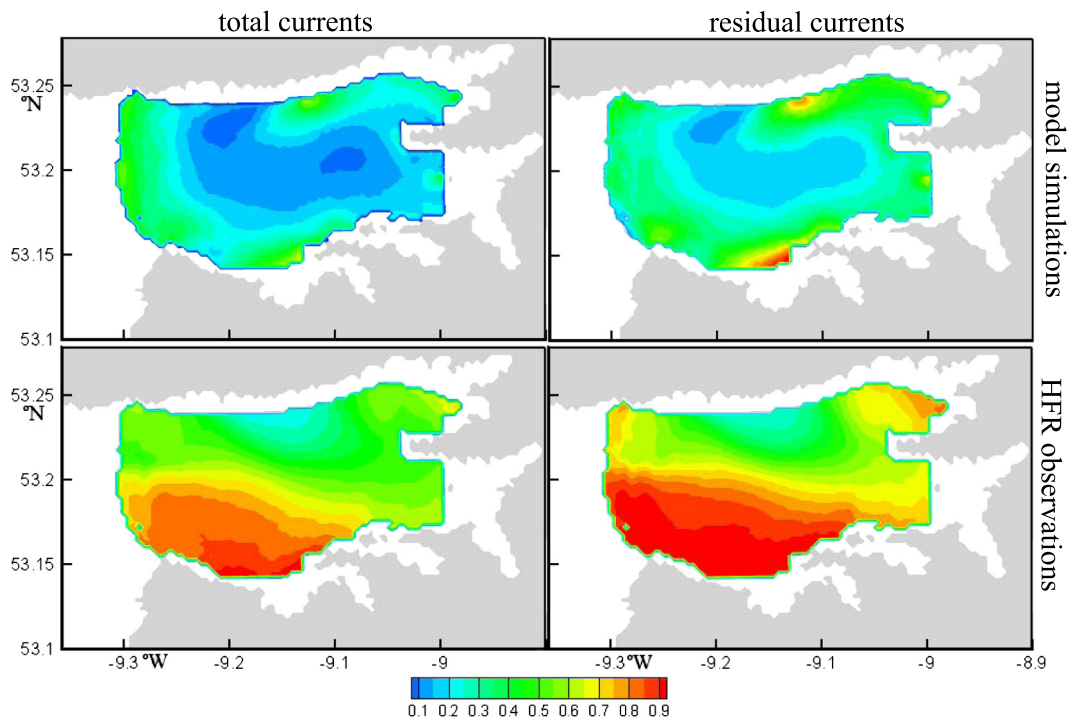 total currents residual currents
53.25
°N
53.2
53.15
53.1
model simulations
53.25
°N
53.2
53.15
53.1
HFR observations
-9.3 °W -9.2 -9.1 -9 -9.3 °W -9.2 -9.1 -9 -8.9
0.1 0.2 0.3 0.4 0.5 0.6 0.7 0.8 0.9